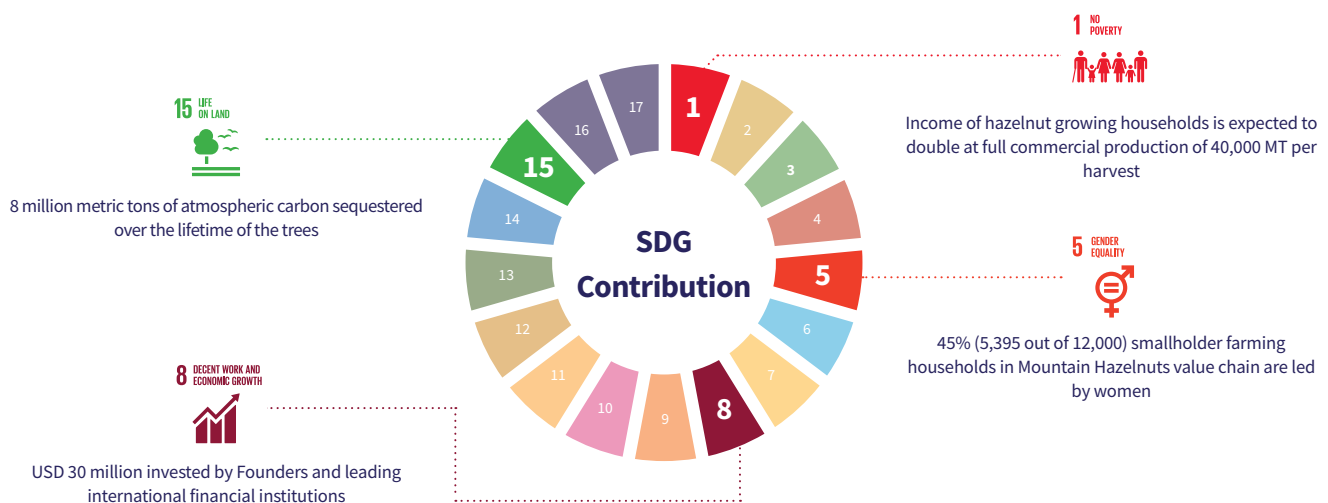 1 NO
POVERTY
Income of hazelnut growing households is expected to
double at full commercial production of 40,000 MT per
harvest
15 LIFE
ON LAND
8 million metric tons of atmospheric carbon sequestered
over the lifetime of the trees
5 GENDER
EQUALITY
45% (5,395 out of 12,000) smallholder farming
households in Mountain Hazelnuts value chain are led
by women
8 DECENT WORK AND
ECONOMIC GROWTH
USD 30 million invested by Founders and leading
international financial institutions
SDG
Contribution
1
2
3
4
5
6
7
8
9
10
11
12
13
14
15
16
17